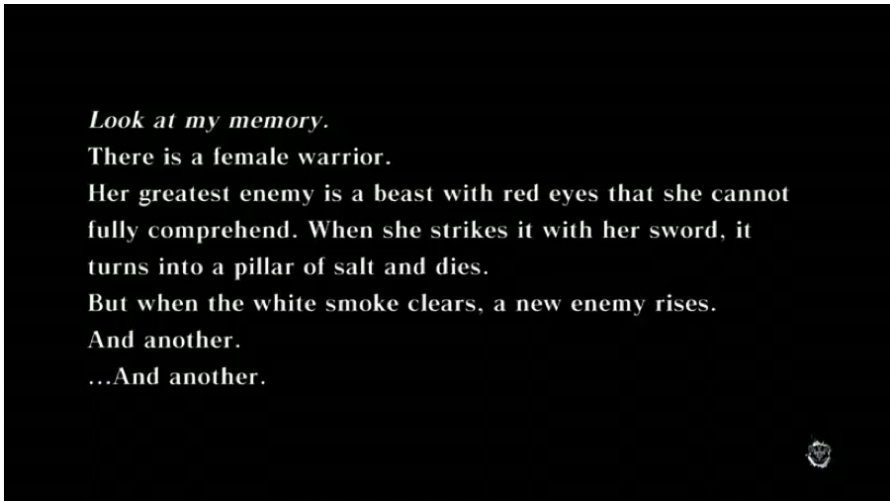 Look at my memory.
There is a female warrior.
Her greatest enemy is a beast with red eyes that she cannot
fully comprehend. When she strikes it with her sword, it
turns into a pillar of salt and dies.
But when the white smoke clears, a new enemy rises.
And another.
...And another.